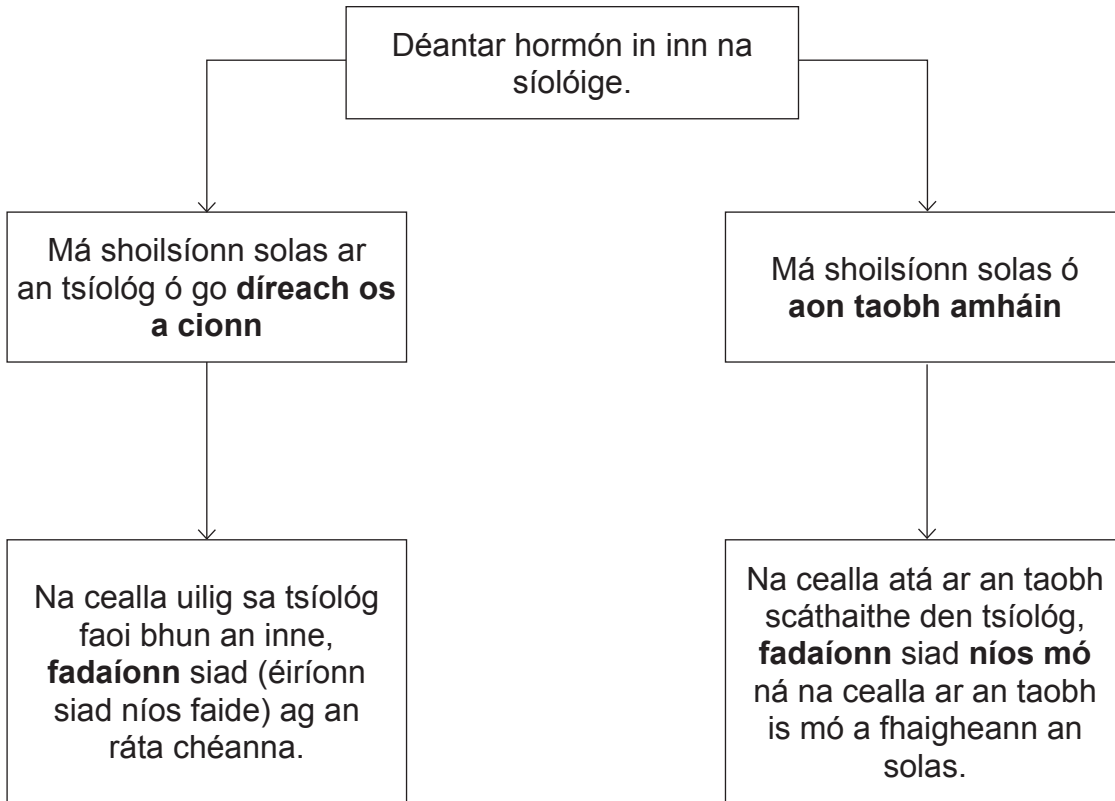 Déantar hormón in inn na
síolóige.
Má shoilsíonn solas ar
an tsíológ ó go díreach os
a cionn
Má shoilsíonn solas ó
aon taobh amháin
Na cealla uilig sa tsíológ
faoi bhun an inne,
fadaíonn siad (éiríonn
siad níos faide) ag an
ráta chéanna.
Na cealla atá ar an taobh
scáthaithe den tsíológ,
fadaíonn siad níos mó
ná na cealla ar an taobh
is mó a fhaigheann an
solas.